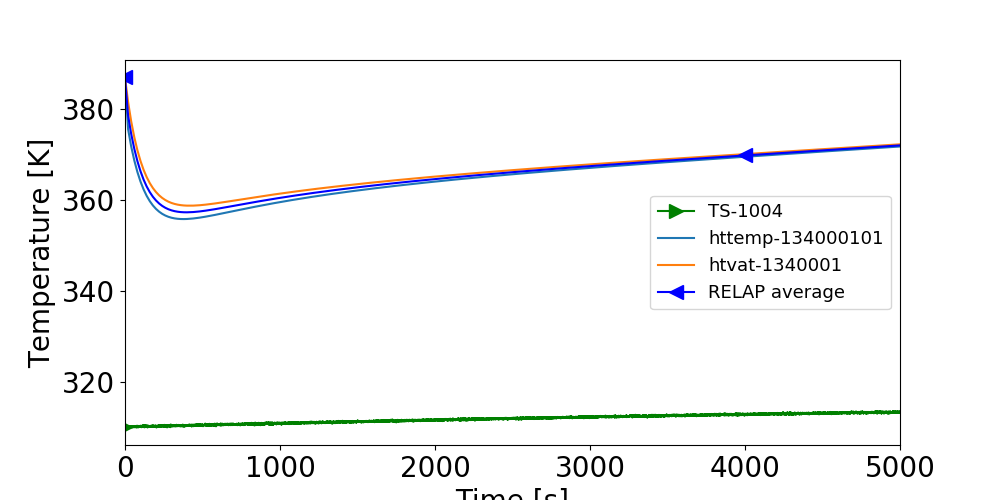 Temperature [K]
380
360
340
320
0
1000
2000
3000
4000
5000
Time [s]
TS-1004
httemp-134000101
htvat-1340001
RELAP average